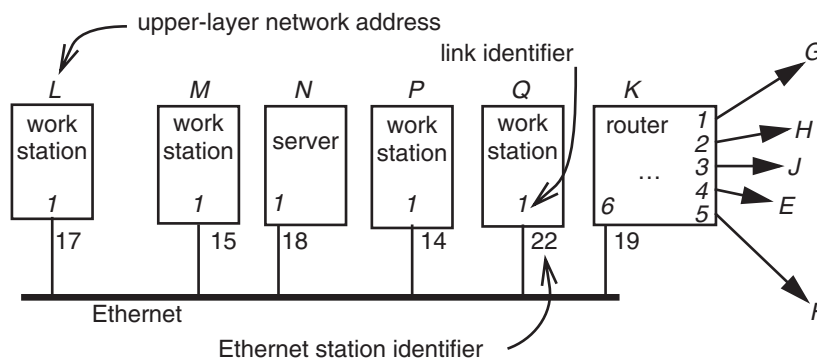 upper-layer network address
link identifier
G
L M N P Q K
work station
work station
server
work station
work station
router
...
1
2
3
4
5
H
J
E
1 1 1 1 1 6
17 15 18 14 22 19
Ethernet
Ethernet station identifier